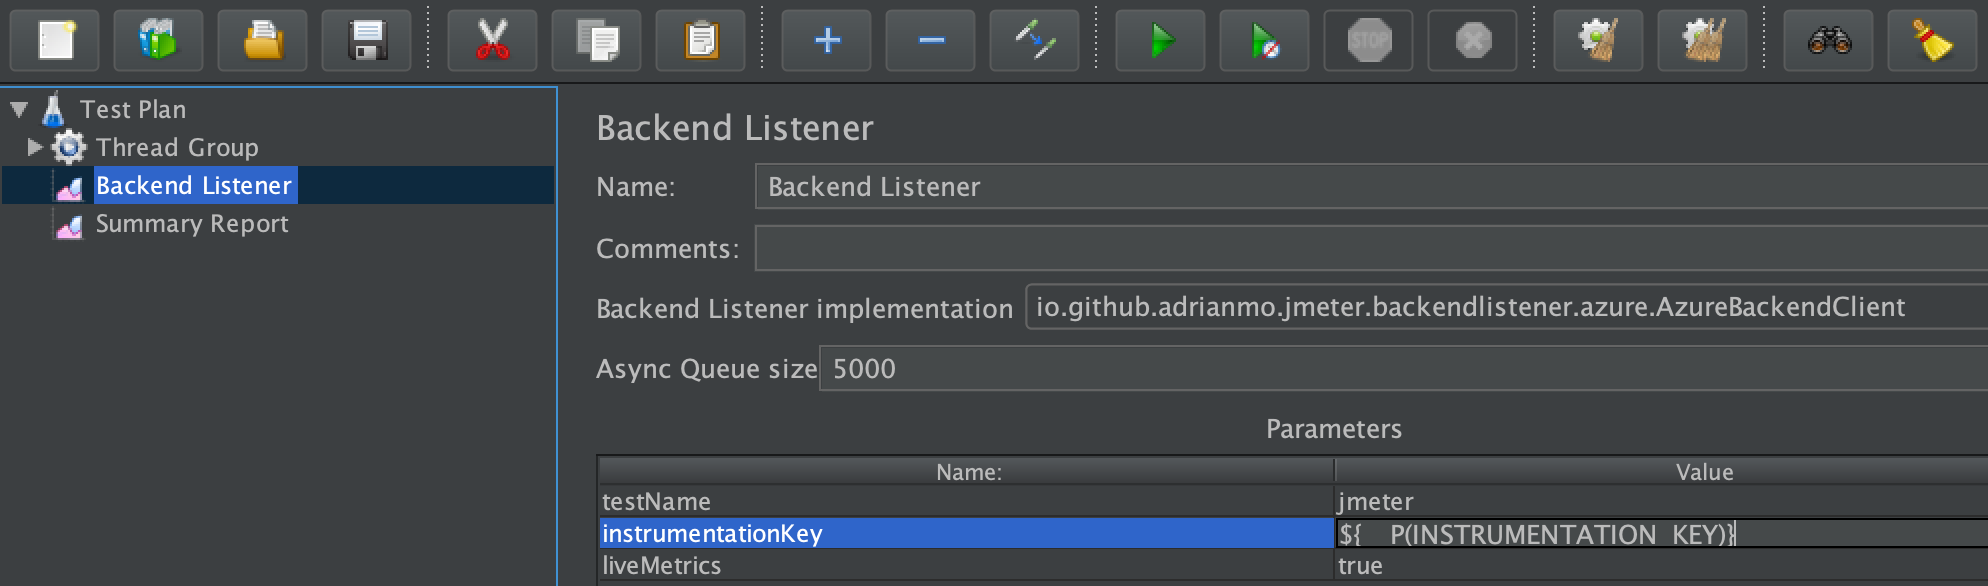 STOP
Test Plan
Thread Group
Backend Listener
Summary Report
Backend Listener
Name: Backend Listener
Comments:
Backend Listener implementation io.github.adrianmo.jmeter.backendlistener.azure.AzureBackendClient
Async Queue size 5000
Parameters
Name: Value
testName jmeter
instrumentationKey ${__P(INSTRUMENTATION_KEY)}
liveMetrics true